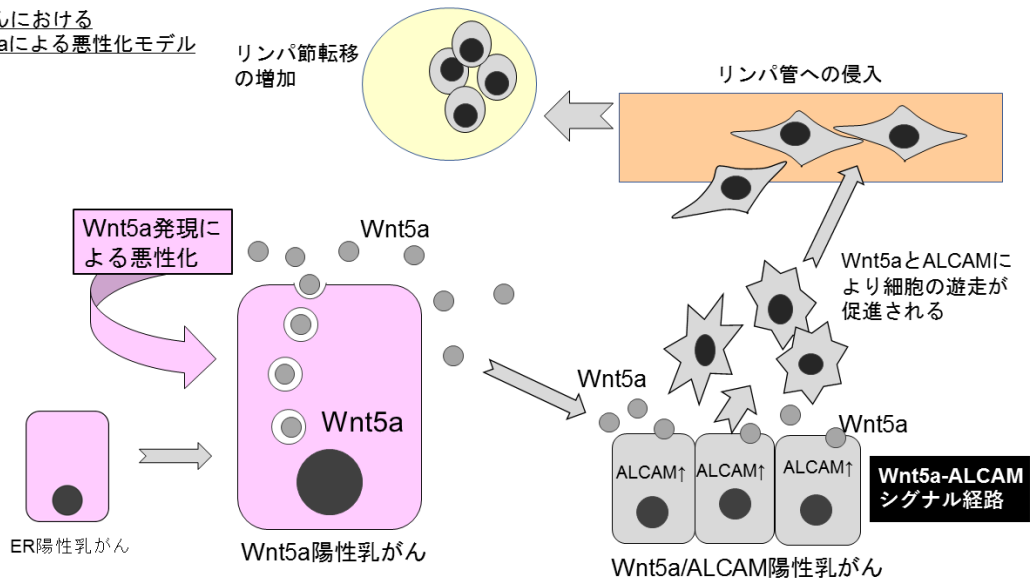 んにおける
aによる悪性化モデル
リンパ節転移
の増加
リンパ管への侵入
Wnt5a発現に
よる悪性化
Wnt5a
Wnt5aとALCAMに
より細胞の遊走が
促進される
Wnt5a
Wnt5a
Wnt5a
ALCAM↑
ALCAM↑
ALCAM↑
Wnt5a-ALCAM
シグナル経路
ER陽性乳がん
Wnt5a陽性乳がん
Wnt5a/ALCAM陽性乳がん